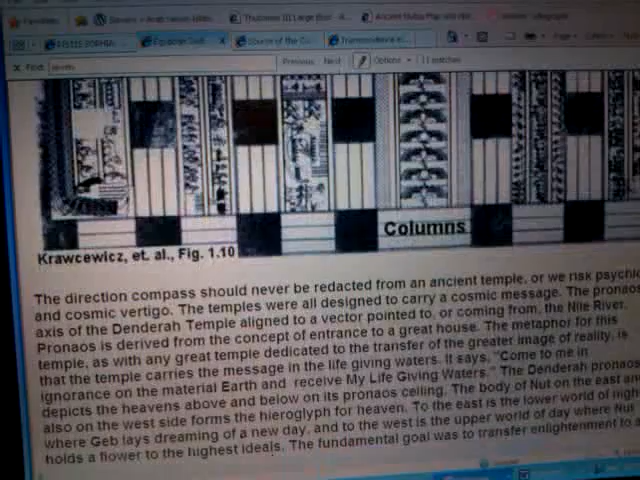 Favorites
PISTIS SOPHIA
Find:
Previous Next Options 11 matches
Columns
Krawcewicz, et. al., Fig. 1.10
The direction compass should never be redacted from an ancient temple, or we risk psychic
and cosmic vertigo. The temples were all designed to carry a cosmic message. The pronaos
axis of the Denderah Temple aligned to a vector pointed to, or coming from, the Nile River.
Pronaos is derived from the concept of entrance to a great house. The metaphor for this
temple, as with any great temple dedicated to the transfer of the greater image of reality, is
that the temple carries the message in the life giving waters. It says, "Come to me in
ignorance on the material Earth and receive My Life Giving Waters." The Denderah pronaos
depicts the heavens above and below on its pronaos ceiling. The body of Nut on the east and
also on the west side forms the hieroglyph for heaven. To the east is the lower world of night
where Geb lays dreaming of a new day, and to the west is the upper world of day where Nut
holds a flower to the highest ideals. The fundamental goal was to transfer enlightenment to a